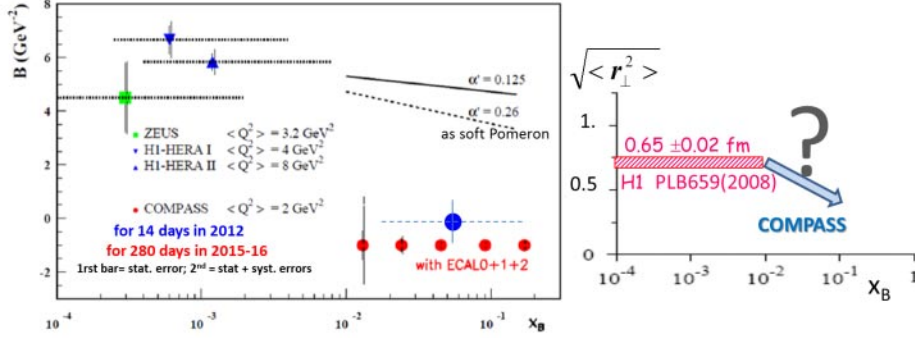 B (GeV⁻²)
8
6
4
2
0
-2
α' = 0.125
α' = 0.26
as soft Pomeron
ZEUS <Q²> = 3.2 GeV²
H1-HERA I <Q²> = 4 GeV²
H1-HERA II <Q²> = 8 GeV²
COMPASS <Q²> = 2 GeV²
for 14 days in 2012
for 280 days in 2015-16
1rst bar= stat. error; 2ⁿᵈ = stat + syst. errors
with ECAL0+1+2
10⁻⁴ 10⁻³ 10⁻² 10⁻¹ x_B
√<r⊥²>
1.
0.5
0
0.65 ±0.02 fm
H1 PLB659(2008)
?
COMPASS
10⁻⁴ 10⁻³ 10⁻² 10⁻¹ 1
x_B